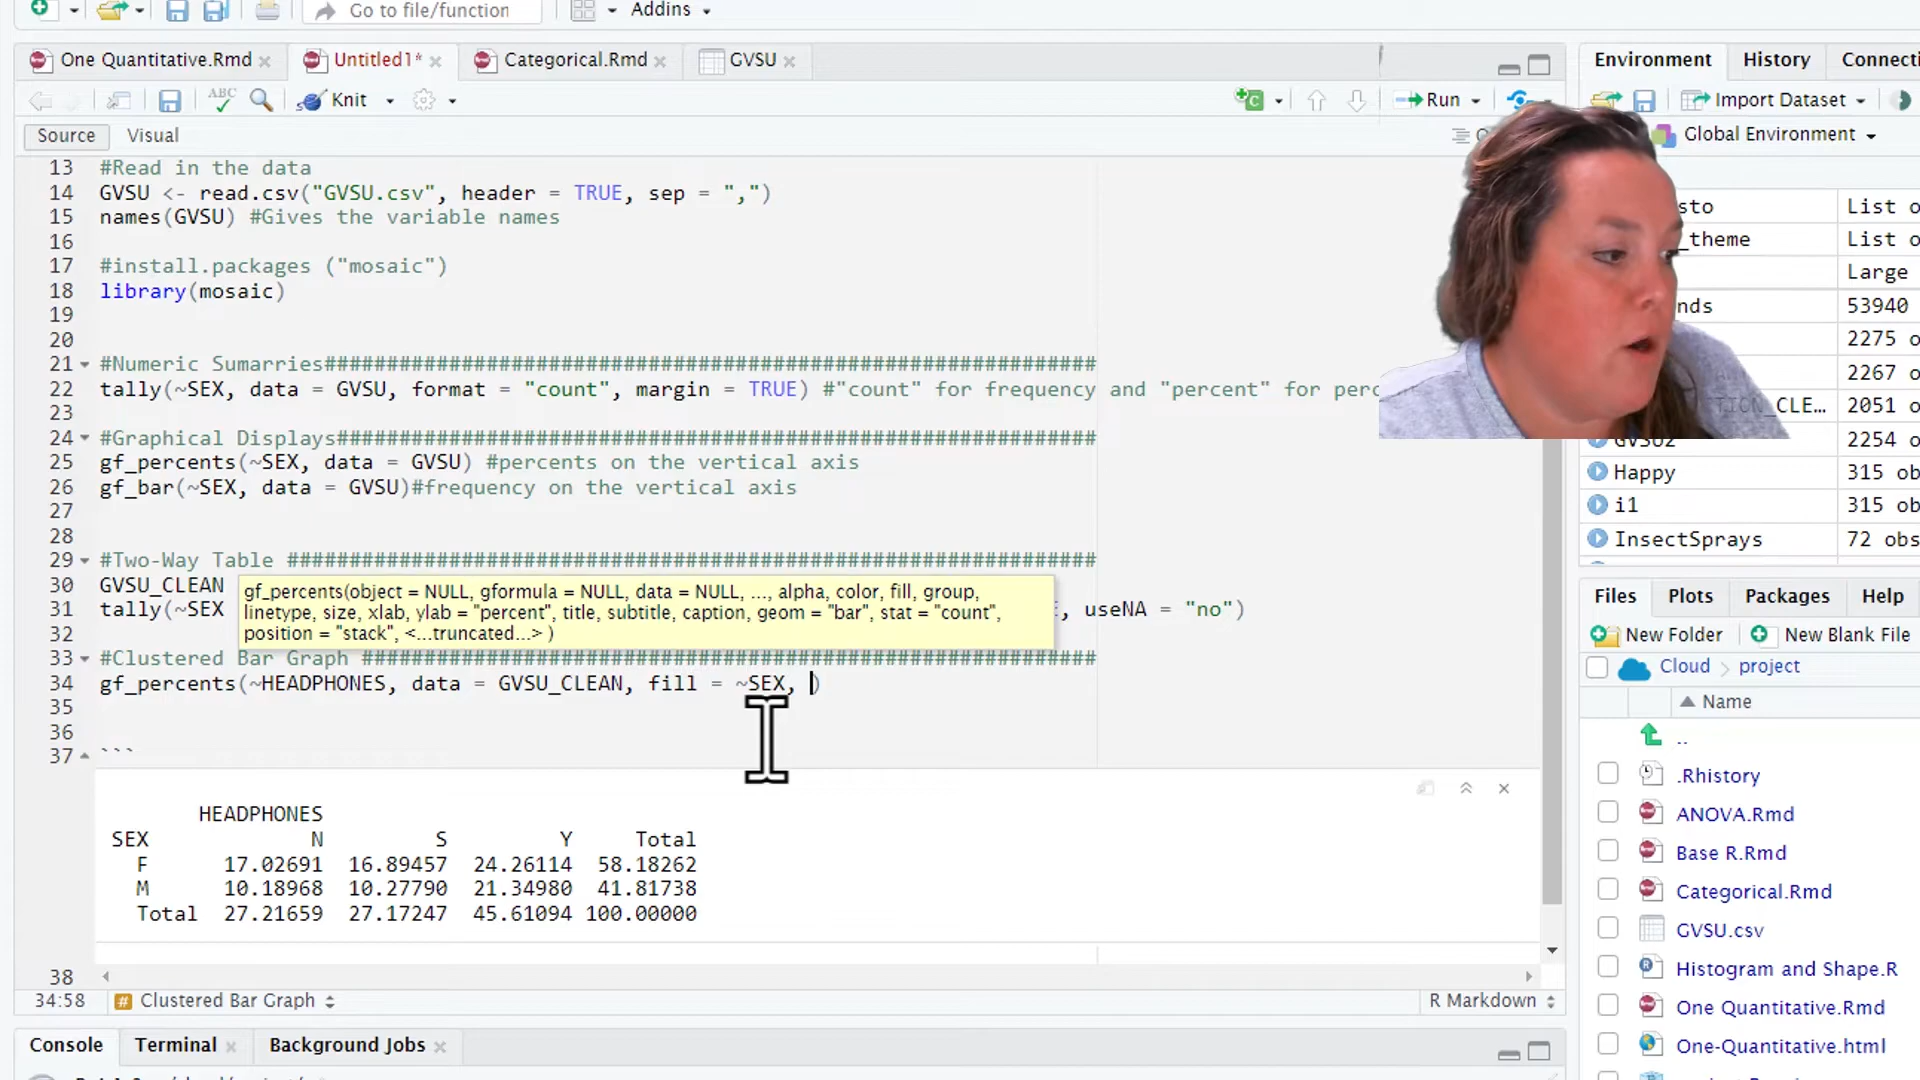 Go to file/function
Addins
One Quantitative.Rmd
Untitled1*
Categorical.Rmd
GVSU
Environment
History
Connecti
ABC
Knit
Run
Import Dataset
Source
Visual
Global Environment
13 #Read in the data
14 GVSU <- read.csv("GVSU.csv", header = TRUE, sep = ",")
15 names(GVSU) #Gives the variable names
16
17 #install.packages ("mosaic")
18 library(mosaic)
19
20
21 #Numeric Sumarries##############################################################
22 tally(~SEX, data = GVSU, format = "count", margin = TRUE) #"count" for frequency and "percent" for perc
23
24 #Graphical Displays#############################################################
25 gf_percents(~SEX, data = GVSU) #percents on the vertical axis
26 gf_bar(~SEX, data = GVSU)#frequency on the vertical axis
27
28
29 #Two-Way Table #################################################################
30 GVSU_CLEAN
31 tally(~SEX
, useNA = "no")
gf_percents(object = NULL, gformula = NULL, data = NULL, ..., alpha, color, fill, group,
linetype, size, xlab, ylab = "percent", title, subtitle, caption, geom = "bar", stat = "count",
position = "stack", <...truncated...> )
32
33 #Clustered Bar Graph ###########################################################
34 gf_percents(~HEADPHONES, data = GVSU_CLEAN, fill = ~SEX, )
35
36
37 ```
HEADPHONES
SEX N S Y Total
F 17.02691 16.89457 24.26114 58.18262
M 10.18968 10.27790 21.34980 41.81738
Total 27.21659 27.17247 45.61094 100.00000
38
34:58
# Clustered Bar Graph
R Markdown
Console
Terminal
Background Jobs
sto List o
_theme List o
Large
nds 53940
2275 o
2267 o
TION_CLE… 2051 o
GVSU2 2254 o
Happy 315 ob
i1 315 ob
InsectSprays 72 obs
Files
Plots
Packages
Help
New Folder
New Blank File
Cloud
project
Name
..
.Rhistory
ANOVA.Rmd
Base R.Rmd
Categorical.Rmd
GVSU.csv
Histogram and Shape.R
One Quantitative.Rmd
One-Quantitative.html